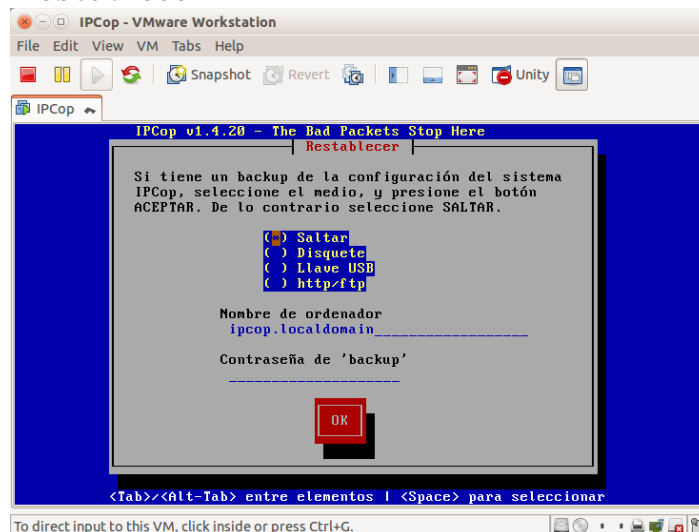 IPCop - VMware Workstation
File Edit View VM Tabs Help
Snapshot Revert Unity
IPCop
IPCop v1.4.20 - The Bad Packets Stop Here
Restablecer
Si tiene un backup de la configuración del sistema
IPCop, seleccione el medio, y presione el botón
ACEPTAR. De lo contrario seleccione SALTAR.
(*) Saltar
( ) Disquete
( ) Llave USB
( ) http/ftp
Nombre de ordenador
ipcop.localdomain__________________
Contraseña de 'backup'
____________________
OK
<Tab>/<Alt-Tab> entre elementos | <Space> para seleccionar
To direct input to this VM, click inside or press Ctrl+G.